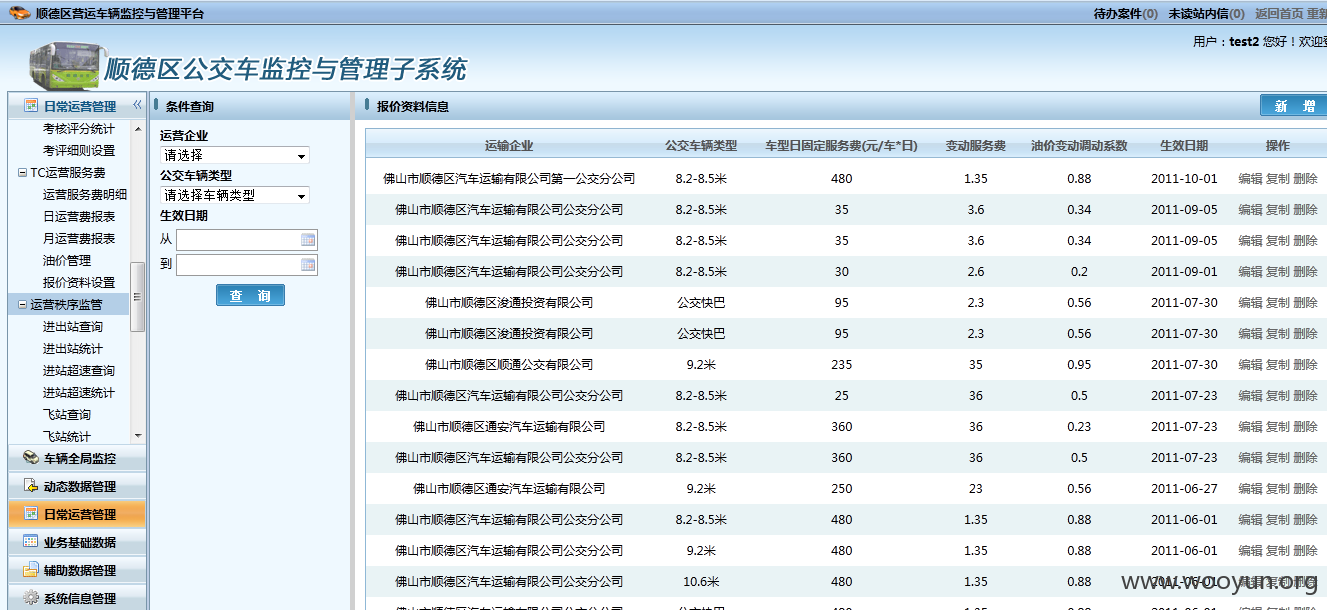 顺德区营运车辆监控与管理平台 待办案件(0) 未读站内信(0) 返回首页 重新
用户：test2 您好！欢迎登
顺德区公交车监控与管理子系统
日常运营管理
考核评分统计
考评细则设置
TC运营服务费
运营服务费明细
日运营费报表
月运营费报表
油价管理
报价资料设置
运营秩序监管
进出站查询
进出站统计
进站超速查询
进站超速统计
飞站查询
飞站统计
车辆全局监控
动态数据管理
日常运营管理
业务基础数据
辅助数据管理
系统信息管理
条件查询
运营企业
请选择
公交车辆类型
请选择车辆类型
生效日期
从
到
查 询
报价资料信息 新 增
运输企业 公交车辆类型 车型日固定服务费(元/车*日) 变动服务费 油价变动调动系数 生效日期 操作
佛山市顺德区汽车运输有限公司第一公交分公司 8.2-8.5米 480 1.35 0.88 2011-10-01 编辑 复制 删除
佛山市顺德区汽车运输有限公司公交分公司 8.2-8.5米 35 3.6 0.34 2011-09-05 编辑 复制 删除
佛山市顺德区汽车运输有限公司公交分公司 8.2-8.5米 35 3.6 0.34 2011-09-05 编辑 复制 删除
佛山市顺德区汽车运输有限公司公交分公司 8.2-8.5米 30 2.6 0.2 2011-09-01 编辑 复制 删除
佛山市顺德区浚通投资有限公司 公交快巴 95 2.3 0.56 2011-07-30 编辑 复制 删除
佛山市顺德区浚通投资有限公司 公交快巴 95 2.3 0.56 2011-07-30 编辑 复制 删除
佛山市顺德区顺通公交有限公司 9.2米 235 35 0.95 2011-07-30 编辑 复制 删除
佛山市顺德区汽车运输有限公司公交分公司 8.2-8.5米 25 36 0.5 2011-07-23 编辑 复制 删除
佛山市顺德区通安汽车运输有限公司 8.2-8.5米 360 36 0.23 2011-07-23 编辑 复制 删除
佛山市顺德区汽车运输有限公司公交分公司 8.2-8.5米 360 36 0.5 2011-07-23 编辑 复制 删除
佛山市顺德区通安汽车运输有限公司 9.2米 250 23 0.56 2011-06-27 编辑 复制 删除
佛山市顺德区汽车运输有限公司公交分公司 8.2-8.5米 480 1.35 0.88 2011-06-01 编辑 复制 删除
佛山市顺德区汽车运输有限公司公交分公司 9.2米 480 1.35 0.88 2011-06-01 编辑 复制 删除
佛山市顺德区汽车运输有限公司公交分公司 10.6米 480 1.35 0.88 2011-06-01 编辑 复制 删除
www.wooyun.org